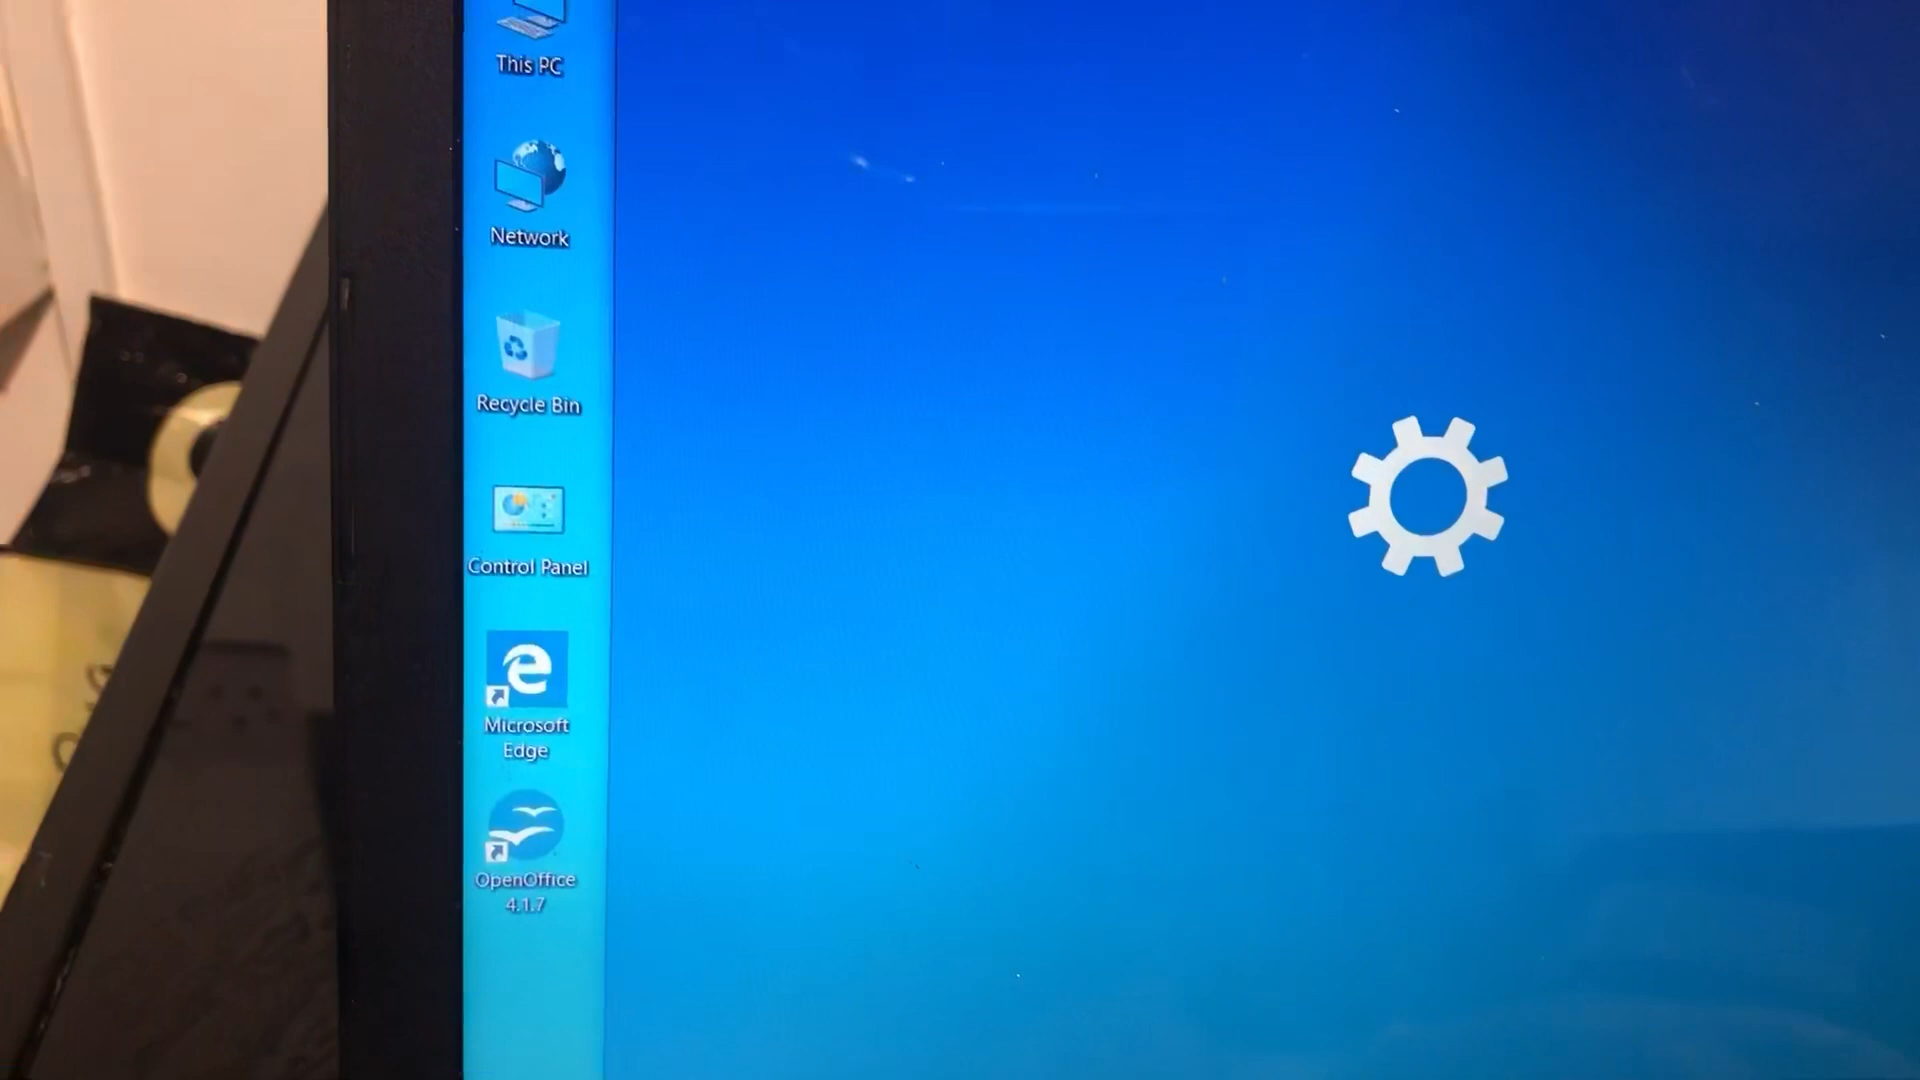 This PC
Network
Recycle Bin
Control Panel
Microsoft
Edge
OpenOffice
4.1.7